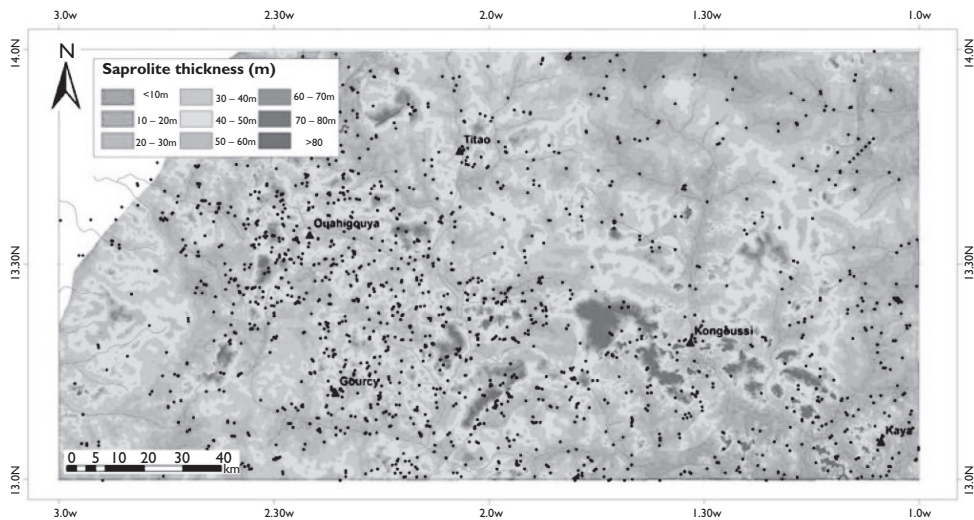 3.0w 2.30w 2.0w 1.30w 1.0w
14.0N 14.0N
N
Saprolite thickness (m)
<10m 30 – 40m 60 – 70m
10 – 20m 40 – 50m 70 – 80m
20 – 30m 50 – 60m >80
Titao
Ouahigouya
13.30N 13.30N
Kongoussi
Gourcy
Kaya
0 5 10 20 30 40
km
13.0N 13.0N
3.0w 2.30w 2.0w 1.30w 1.0w